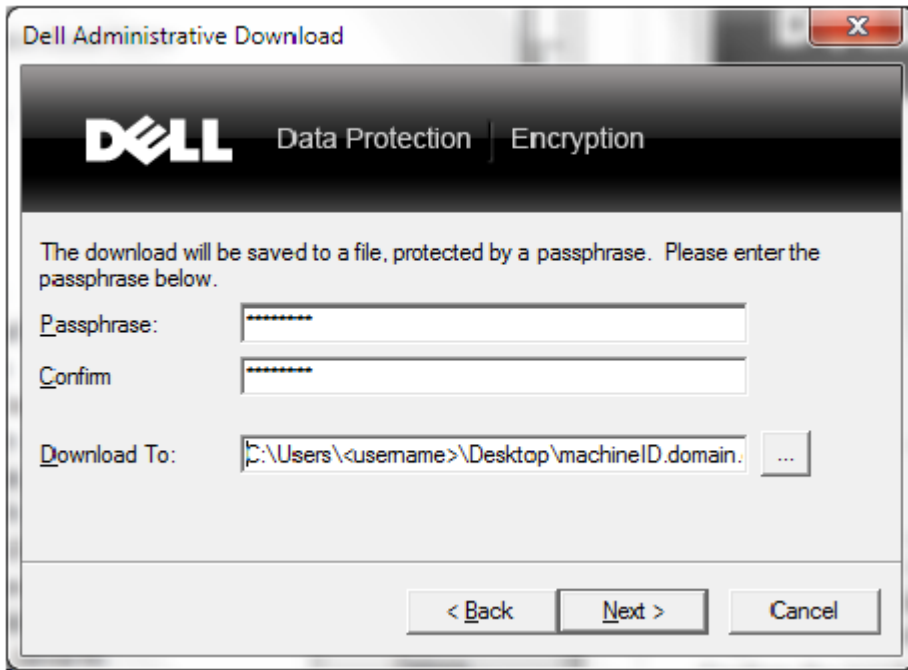 Dell Administrative Download
DELL Data Protection | Encryption
The download will be saved to a file, protected by a passphrase. Please enter the
passphrase below.
Passphrase: ********
Confirm ********
Download To: C:\Users\<username>\Desktop\machineID.domain. ...
< Back Next > Cancel